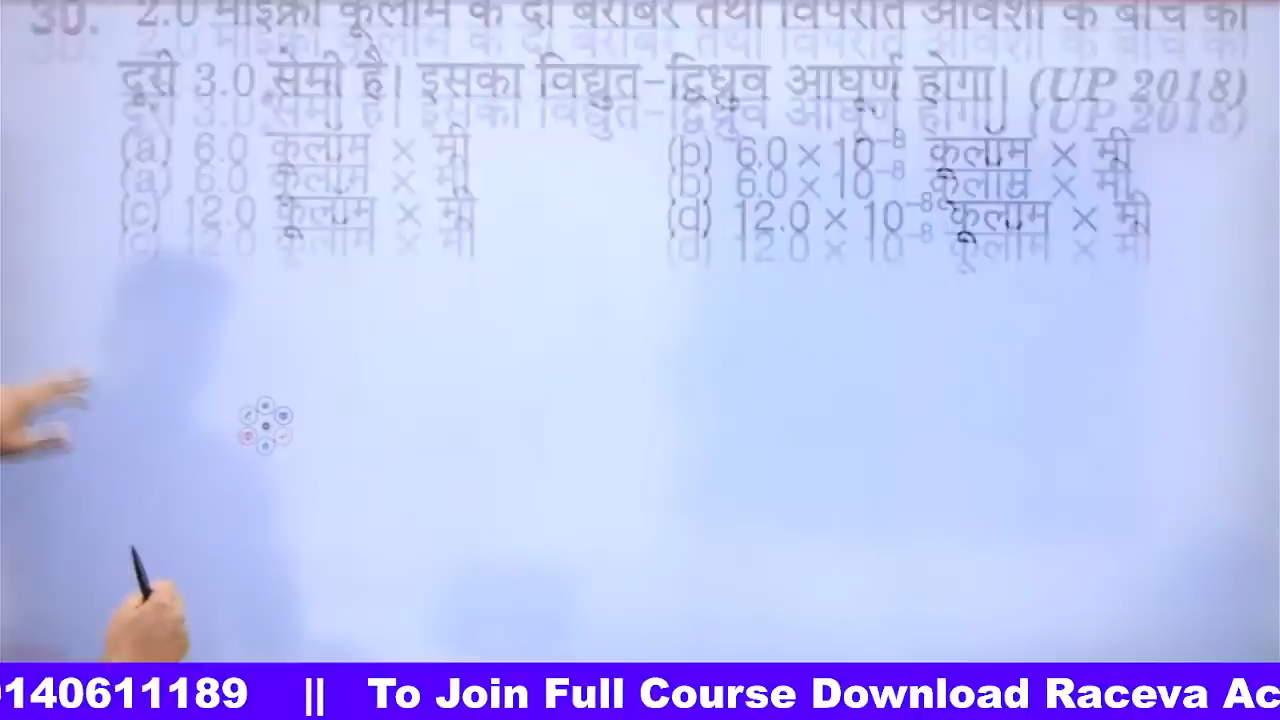 30. 2.0 माइक्रो कूलॉम के दो बराबर तथा विपरीत आवेशों के बीच की
दूरी 3.0 सेमी है। इसका विद्युत-द्विध्रुव आघूर्ण होगा। (UP 2018)
(a) 6.0 कूलॉम × मी (b) 6.0 × 10⁻⁸ कूलॉम × मी
(c) 12.0 कूलॉम × मी (d) 12.0 × 10⁻⁸ कूलॉम × मी
140611189 || To Join Full Course Download Raceva Ac